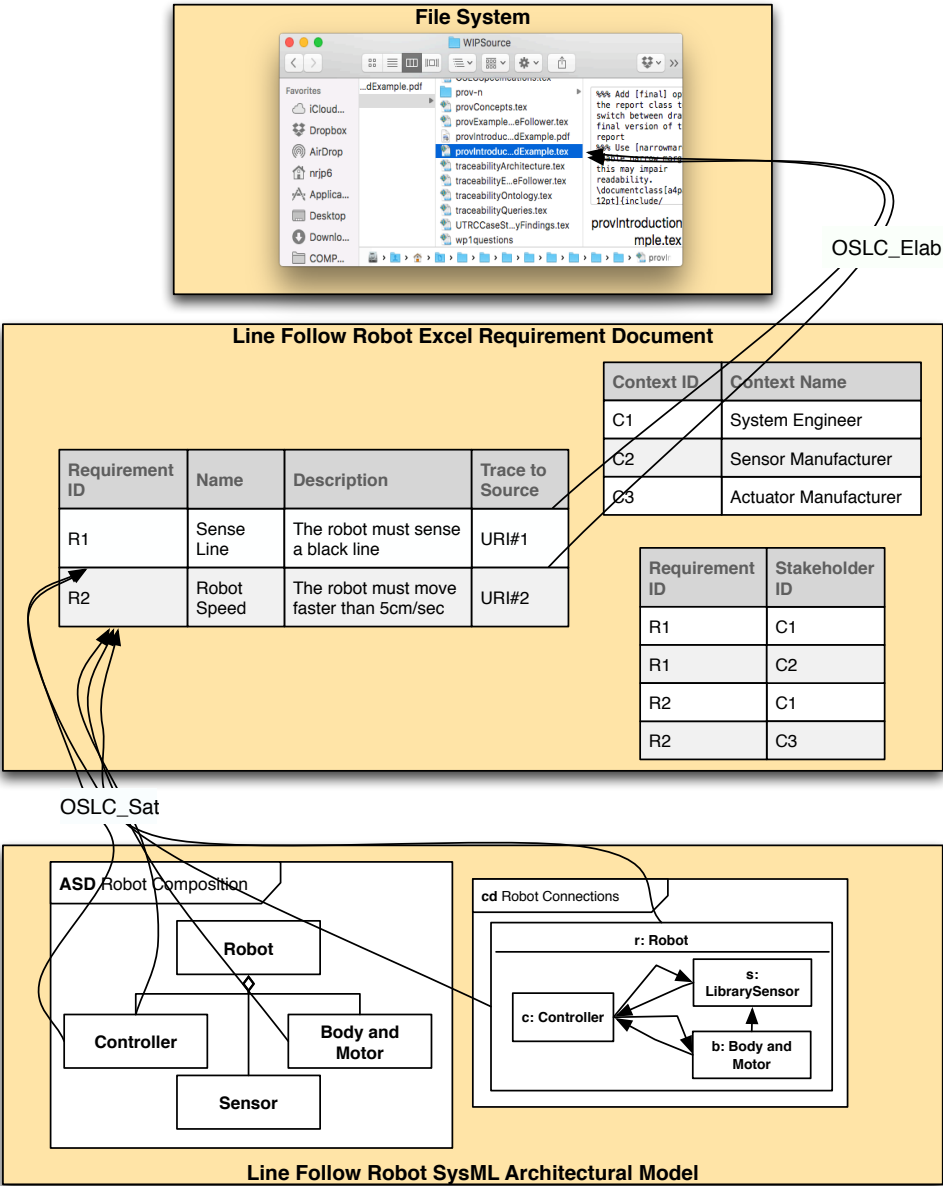 File System
WIPSource
Favorites
iCloud...
Dropbox
AirDrop
nrjp6
Applica...
Desktop
Downlo...
COMP...
..dExample.pdf
prov-n
provConcepts.tex
provExample...eFollower.tex
provIntroduc...dExample.pdf
provIntroduc...dExample.tex
traceabilityArchitecture.tex
traceabilityE...eFollower.tex
traceabilityOntology.tex
traceabilityQueries.tex
UTRCCaseSt...yFindings.tex
wp1questions
%%% Add [final] op
the report class t
switch between dra
final version of t
report
%%% Use [narrowmar
this may impair
readability.
\documentclass[a4p
12pt]{include/
provIntroduction
mple.tex
OSLC_Elab
Line Follow Robot Excel Requirement Document
Context ID Context Name
C1 System Engineer
C2 Sensor Manufacturer
C3 Actuator Manufacturer
Requirement ID Name Description Trace to Source
R1 Sense Line The robot must sense a black line URI#1
R2 Robot Speed The robot must move faster than 5cm/sec URI#2
Requirement ID Stakeholder ID
R1 C1
R1 C2
R2 C1
R2 C3
OSLC_Sat
ASD Robot Composition
Robot
Controller
Body and
Motor
Sensor
cd Robot Connections
r: Robot
s:
LibrarySensor
c: Controller
b: Body and
Motor
Line Follow Robot SysML Architectural Model